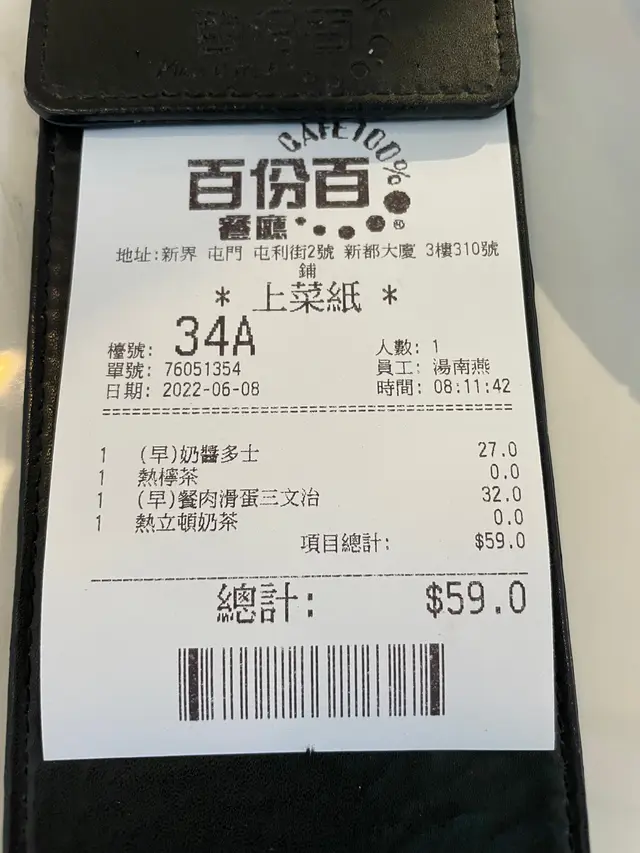 CAFE100%
百份百
餐廳
地址:新界 屯門 屯利街2號 新都大廈 3樓310號
鋪
* 上菜紙 *
檯號: 34A 人數: 1
單號: 76051354 員工: 湯南燕
日期: 2022-06-08 時間: 08:11:42
1 (早)奶醬多士 27.0
1 熱檸茶 0.0
1 (早)餐肉滑蛋三文治 32.0
1 熱立頓奶茶 0.0
項目總計: $59.0
總計: $59.0